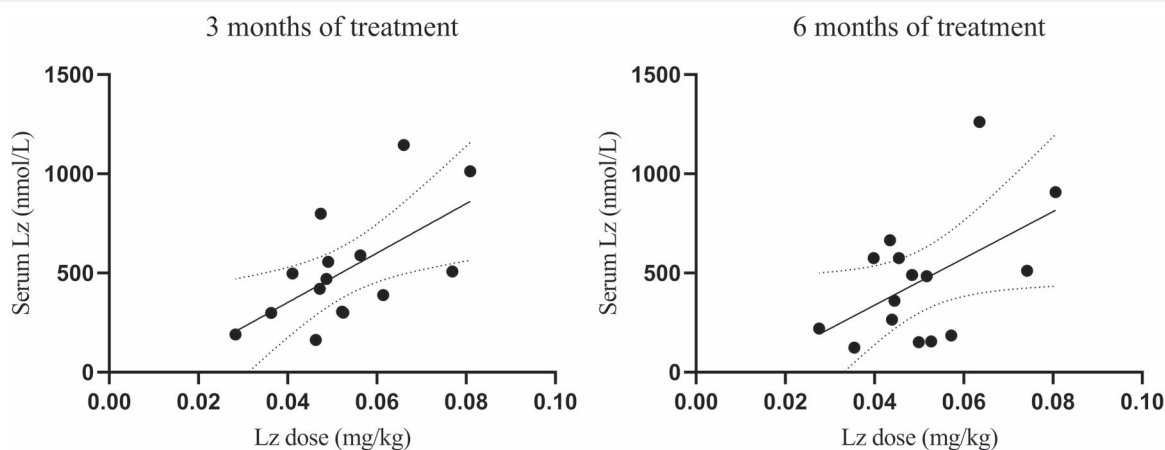 3 months of treatment
1500
1000
500
0
Serum Lz (nmol/L)
0.00 0.02 0.04 0.06 0.08 0.10
Lz dose (mg/kg)
6 months of treatment
1500
1000
500
0
Serum Lz (nmol/L)
0.00 0.02 0.04 0.06 0.08 0.10
Lz dose (mg/kg)